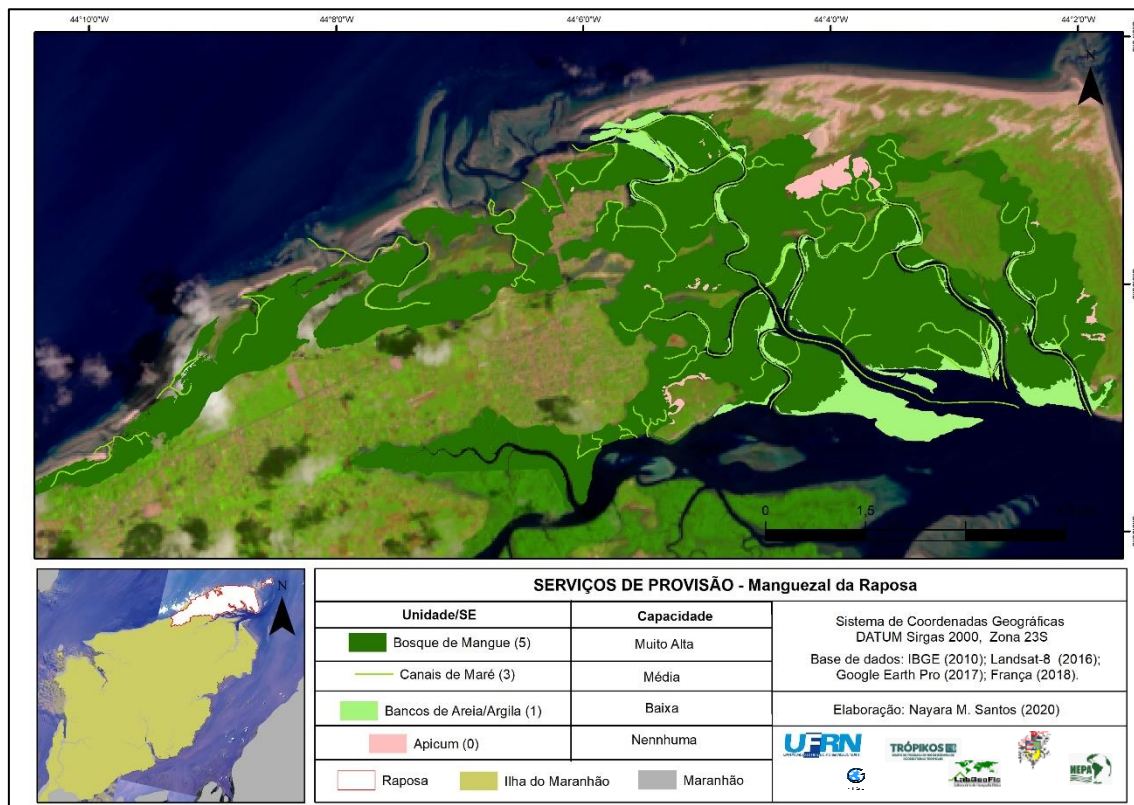 44°10'0"W 44°8'0"W 44°6'0"W 44°4'0"W 44°2'0"W
N
0 1,5
N
SERVIÇOS DE PROVISÃO - Manguezal da Raposa
Unidade/SE Capacidade
Bosque de Mangue (5) Muito Alta
Canais de Maré (3) Média
Bancos de Areia/Argila (1) Baixa
Apicum (0) Nennhuma
Raposa Ilha do Maranhão Maranhão
Sistema de Coordenadas Geográficas
DATUM Sirgas 2000, Zona 23S
Base de dados: IBGE (2010); Landsat-8 (2016);
Google Earth Pro (2017); França (2018).
Elaboração: Nayara M. Santos (2020)
UFRN
TRÓPIKOS
LabGeoFis
NEPA